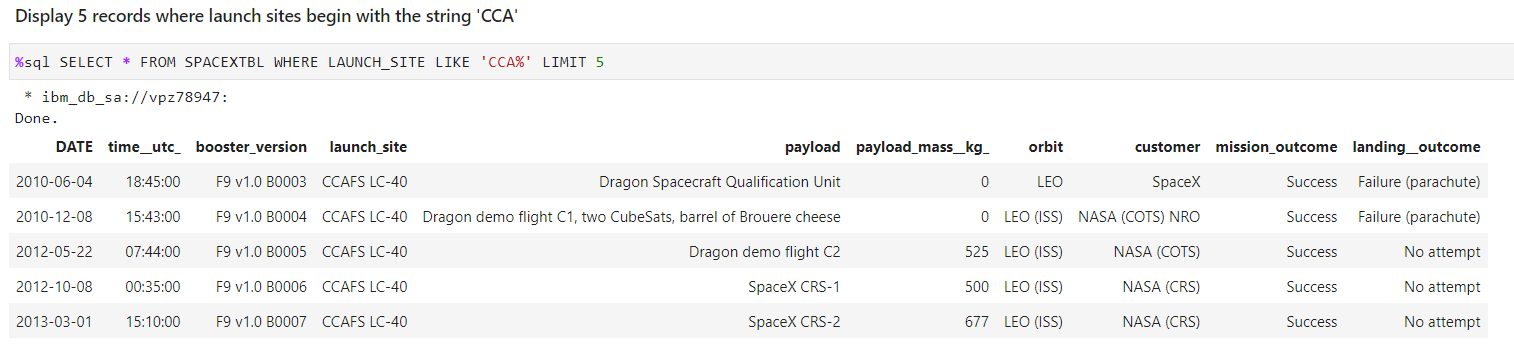 Display 5 records where launch sites begin with the string 'CCA'
%sql SELECT * FROM SPACEXTBL WHERE LAUNCH_SITE LIKE 'CCA%' LIMIT 5
* ibm_db_sa://vpz78947:
Done.
DATE time__utc_ booster_version launch_site payload payload_mass__kg_ orbit customer mission_outcome landing__outcome
2010-06-04 18:45:00 F9 v1.0 B0003 CCAFS LC-40 Dragon Spacecraft Qualification Unit 0 LEO SpaceX Success Failure (parachute)
2010-12-08 15:43:00 F9 v1.0 B0004 CCAFS LC-40 Dragon demo flight C1, two CubeSats, barrel of Brouere cheese 0 LEO (ISS) NASA (COTS) NRO Success Failure (parachute)
2012-05-22 07:44:00 F9 v1.0 B0005 CCAFS LC-40 Dragon demo flight C2 525 LEO (ISS) NASA (COTS) Success No attempt
2012-10-08 00:35:00 F9 v1.0 B0006 CCAFS LC-40 SpaceX CRS-1 500 LEO (ISS) NASA (CRS) Success No attempt
2013-03-01 15:10:00 F9 v1.0 B0007 CCAFS LC-40 SpaceX CRS-2 677 LEO (ISS) NASA (CRS) Success No attempt